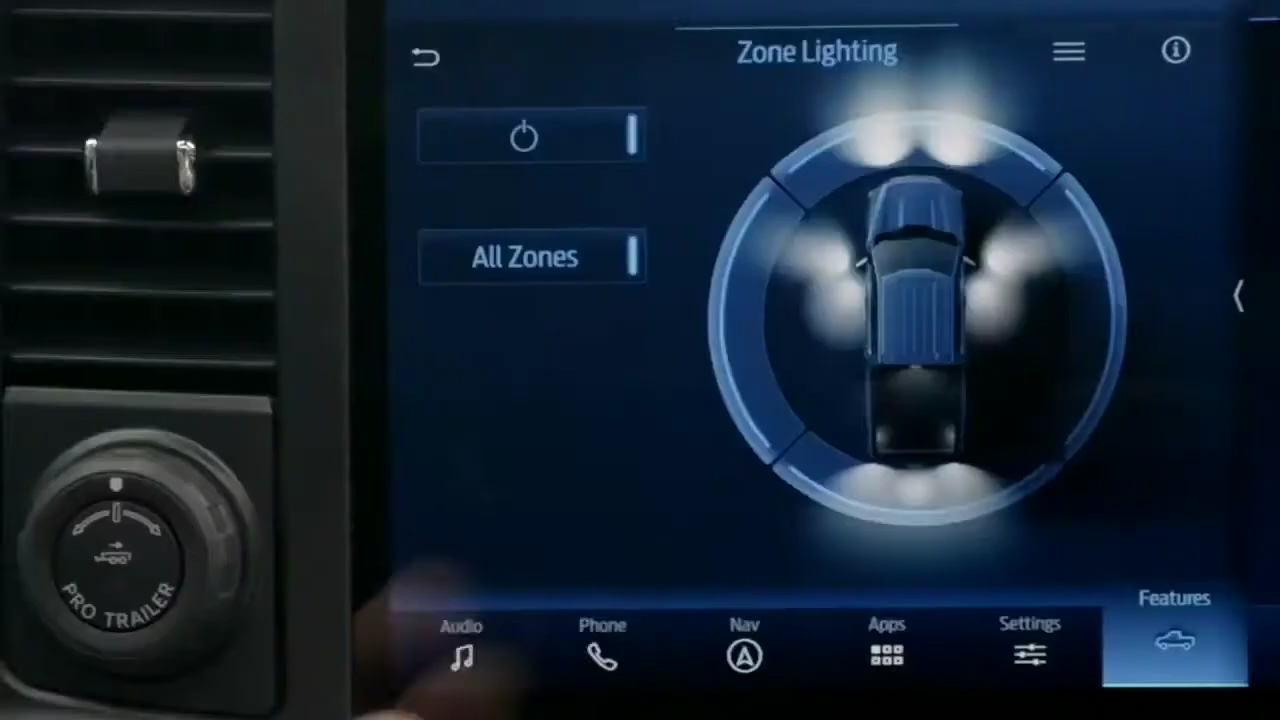 Zone Lighting
All Zones
PRO TRAILER
Audio
Phone
Nav
Apps
Settings
Features